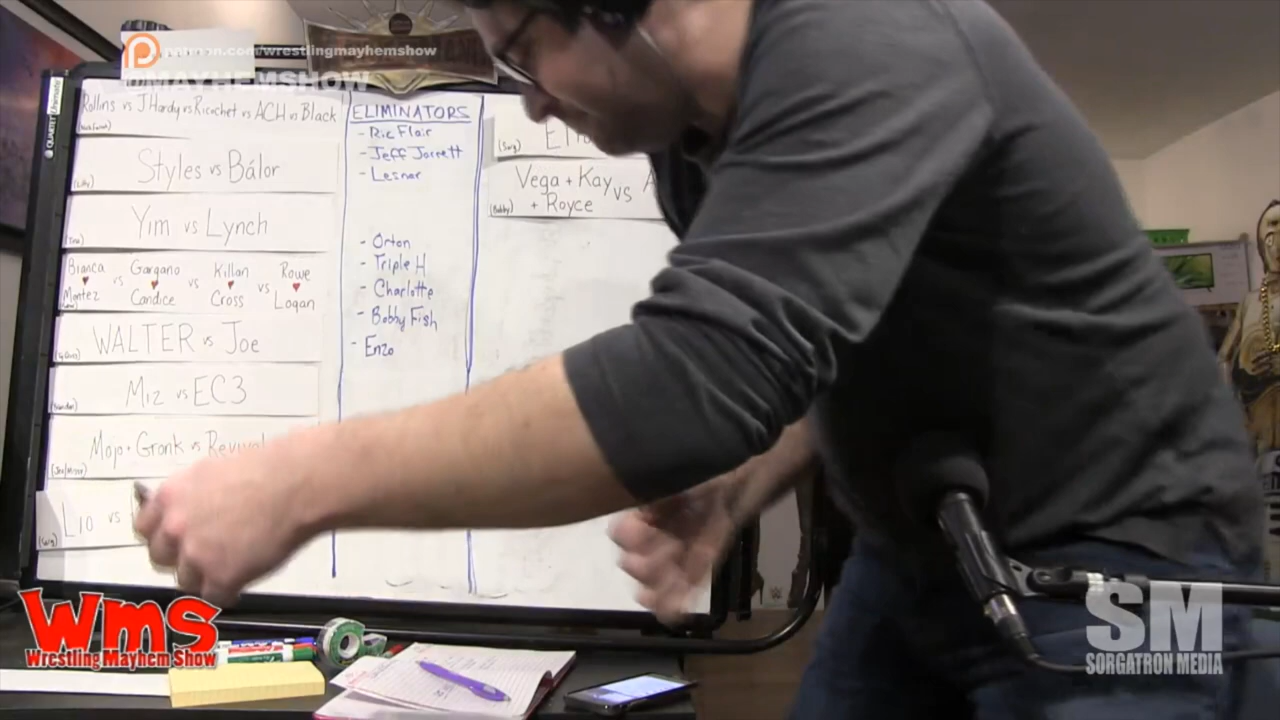 patreon.com/wrestlingmayhemshow
@MAYHEMSHOW
QUARTET
Rollins vs J Hardy vs Ricochet vs ACH vs Black
Styles vs Bálor
Yim vs Lynch
Bianca ♥ Montez vs Gargano ♥ Candice vs Killian ♥ Cross vs Rowe ♥ Logan
WALTER vs Joe
Miz vs EC3
Mojo + Gronk vs Revival
Lio vs
ELIMINATORS
- Ric Flair
- Jeff Jarrett
- Lesnar
- Orton
- Triple H
- Charlotte
- Bobby Fish
- Enzo
(Sorg)
Vega + Kay
+ Royce
vs A
(Bobby)
WMS
Wrestling Mayhem Show
SM
SORGATRON MEDIA